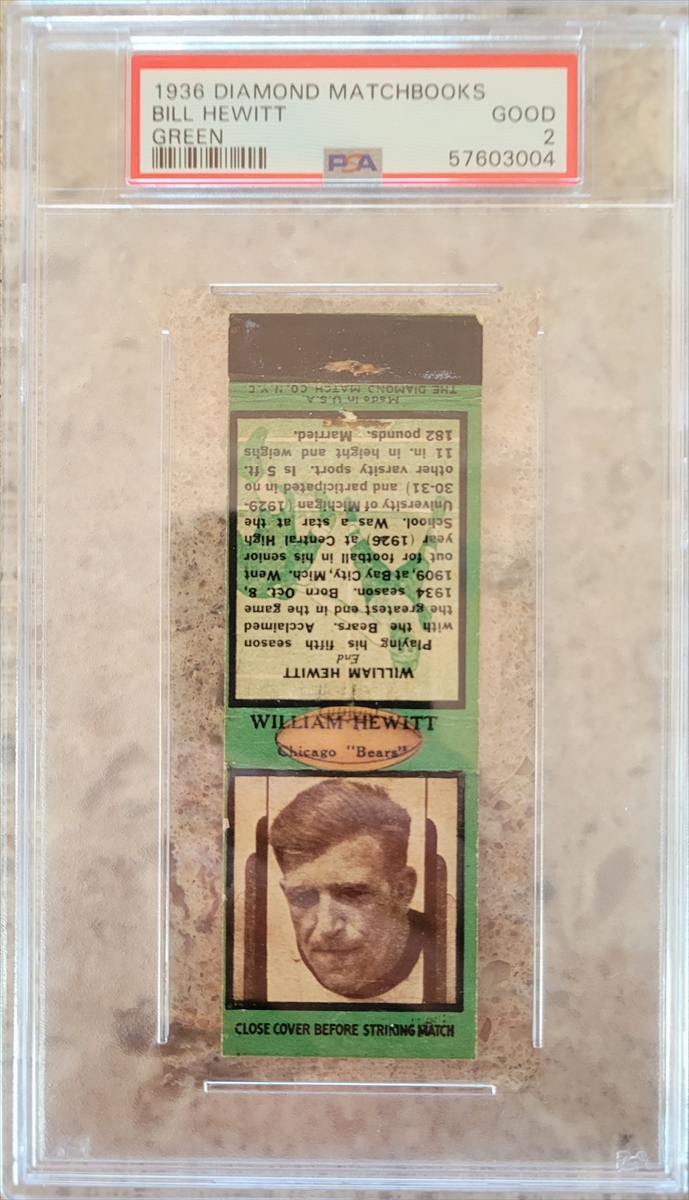 1936 DIAMOND MATCHBOOKS
BILL HEWITT GOOD
GREEN 2
PSA 57603004
THE DIAMOND MATCH CO. N.Y.C.
Made in U.S.A.
WILLIAM HEWITT
End
Playing his fifth season
with the Bears. Acclaimed
the greatest end in the game
1934 season. Born Oct. 8,
1909, at Bay City, Mich. Went
out for football in his senior
year (1926) at Central High
School. Was a star at the
University of Michigan (1929-
30-31) and participated in no
other varsity sport. Is 5 ft.
11 in. in height and weighs
182 pounds. Married.
WILLIAM HEWITT
Chicago "Bears"
CLOSE COVER BEFORE STRIKING MATCH